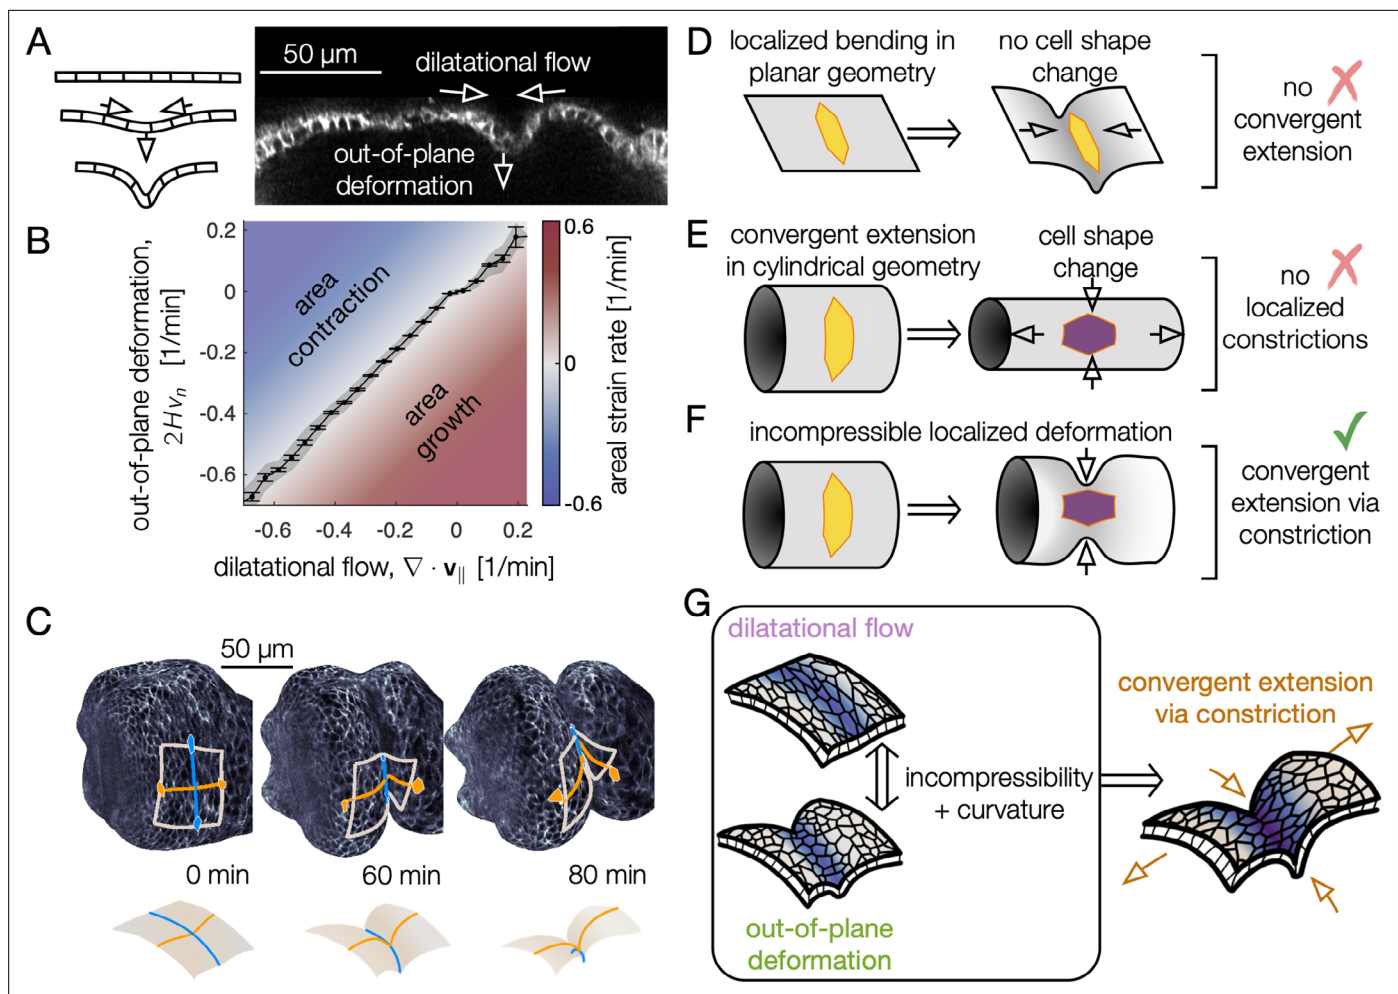 A
50 µm
dilatational flow
out-of-plane
deformation
B
out-of-plane deformation,
2Hvₙ [1/min]
0.2
0
-0.2
-0.4
-0.6
area
contraction
area
growth
-0.6
-0.4
-0.2
0
0.2
dilatational flow, ∇ · v∥ [1/min]
0.6
0
-0.6
areal strain rate [1/min]
C
50 µm
0 min
60 min
80 min
D
localized bending in
planar geometry
no cell shape
change
no
convergent
extension
E
convergent extension
in cylindrical geometry
cell shape
change
no
localized
constrictions
F
incompressible localized deformation
convergent
extension via
constriction
G
dilatational flow
incompressibility
+ curvature
out-of-plane
deformation
convergent extension
via constriction